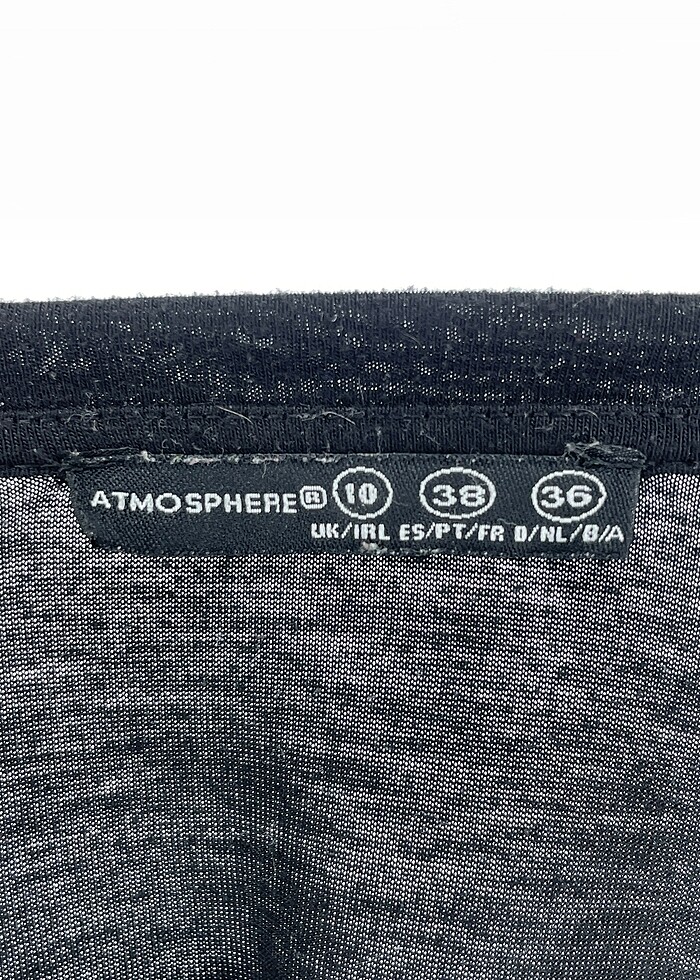 ATMOSPHERE® 10 38 36
UK/IRL ES/PT/FR D/NL/B/A